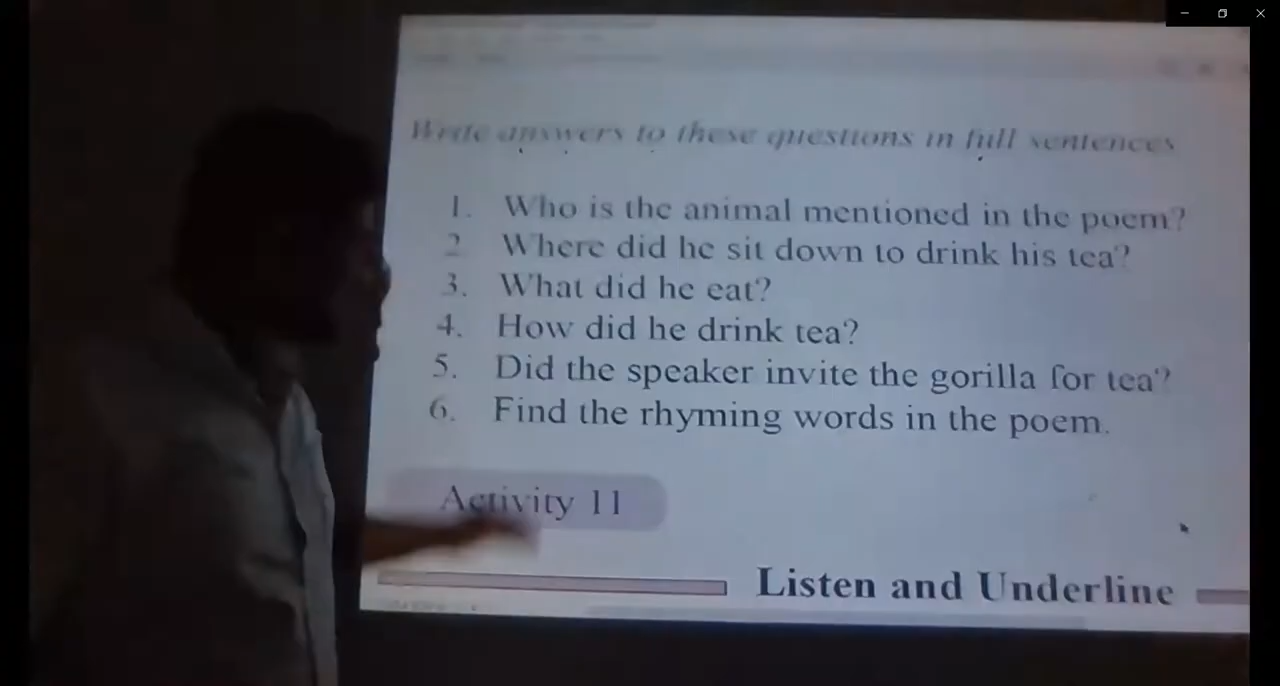 Write answers to these questions in full sentences
1. Who is the animal mentioned in the poem?
2. Where did he sit down to drink his tea?
3. What did he eat?
4. How did he drink tea?
5. Did the speaker invite the gorilla for tea?
6. Find the rhyming words in the poem.
Activity 11
Listen and Underline